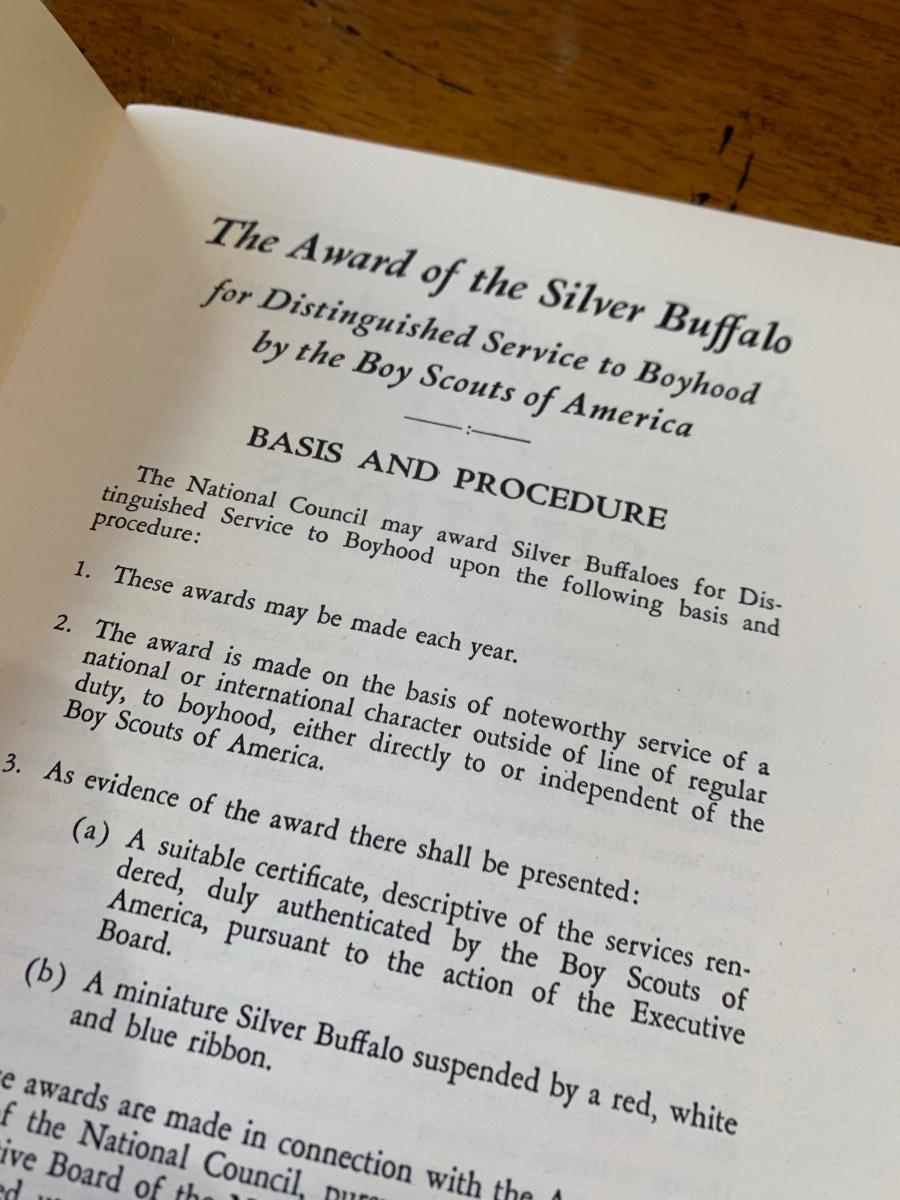 The Award of the Silver Buffalo
for Distinguished Service to Boyhood
by the Boy Scouts of America
BASIS AND PROCEDURE
The National Council may award Silver Buffaloes for Dis-
tinguished Service to Boyhood upon the following basis and
procedure:
1. These awards may be made each year.
2. The award is made on the basis of noteworthy service of a
national or international character outside of line of regular
duty, to boyhood, either directly to or independent of the
Boy Scouts of America.
3. As evidence of the award there shall be presented:
(a) A suitable certificate, descriptive of the services ren-
dered, duly authenticated by the Boy Scouts of
America, pursuant to the action of the Executive
Board.
(b) A miniature Silver Buffalo suspended by a red, white
and blue ribbon.
awards are made in connection with the
of the National Council,
Board of the